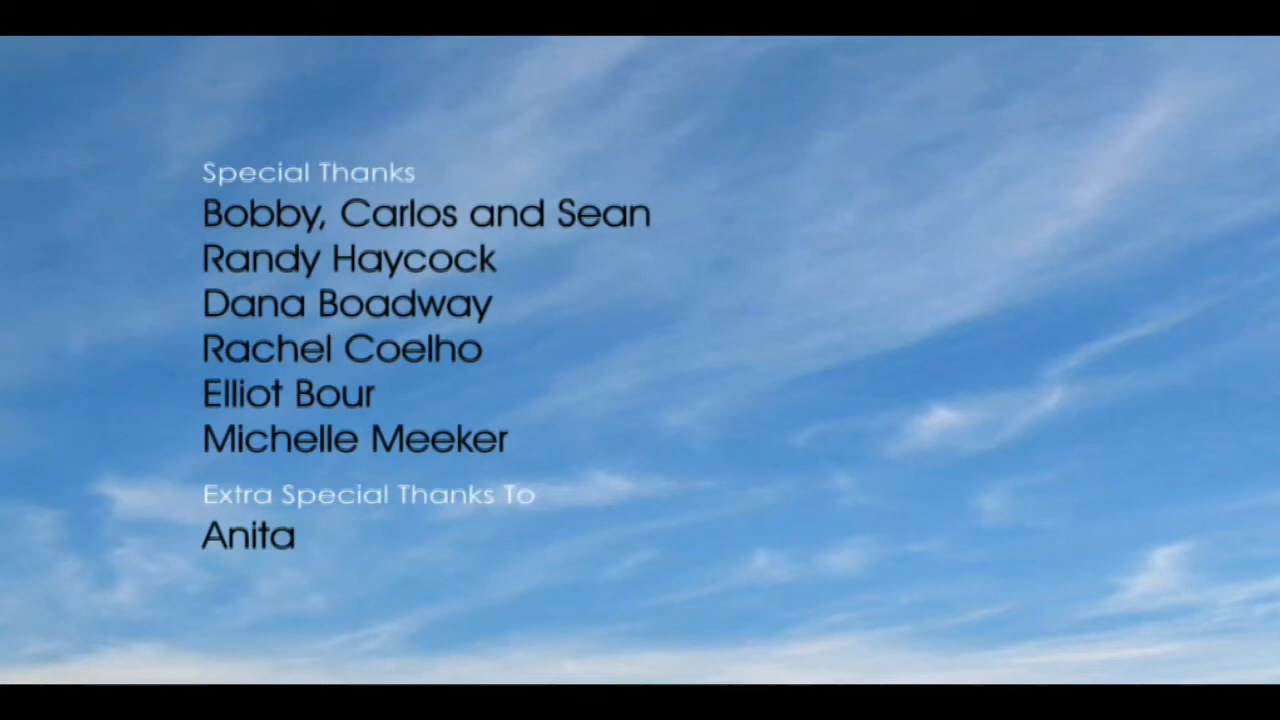 Special Thanks
Bobby, Carlos and Sean
Randy Haycock
Dana Boadway
Rachel Coelho
Elliot Bour
Michelle Meeker
Extra Special Thanks To
Anita